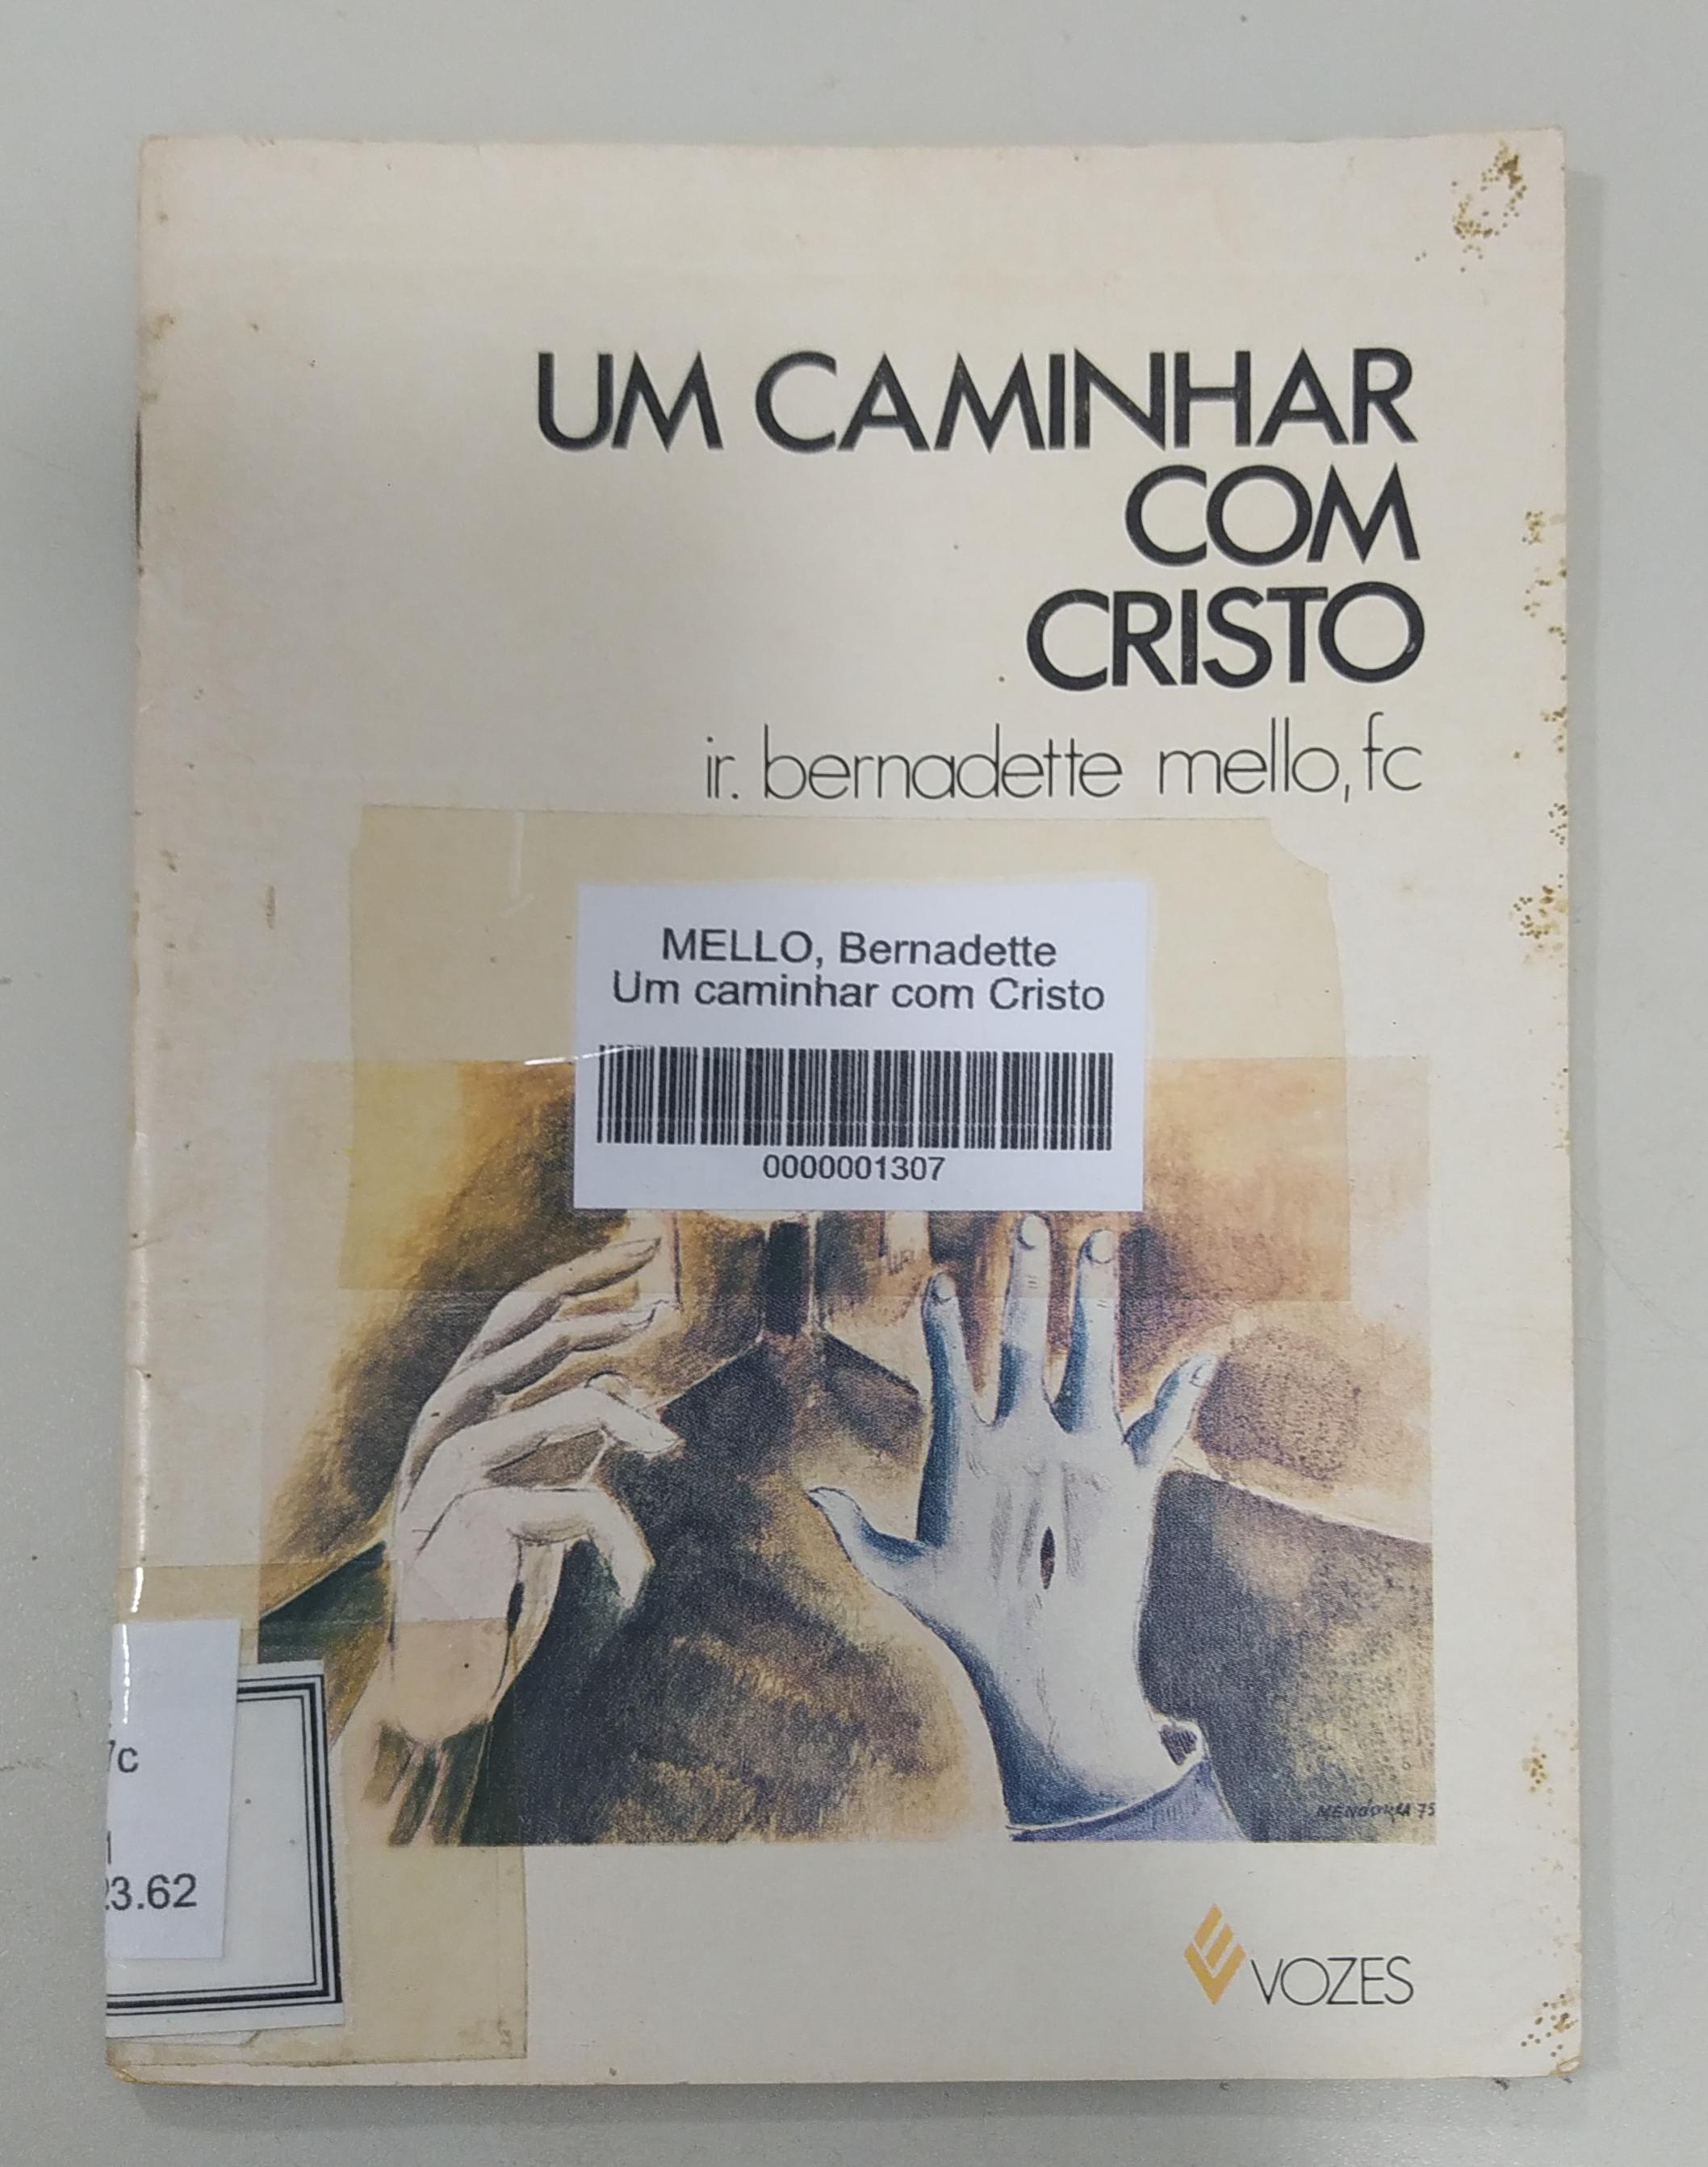 UM CAMINHAR
COM
CRISTO
ir. bernadette mello, fc
MELLO, Bernadette
Um caminhar com Cristo
0000001307
7c
23.62
VOZES